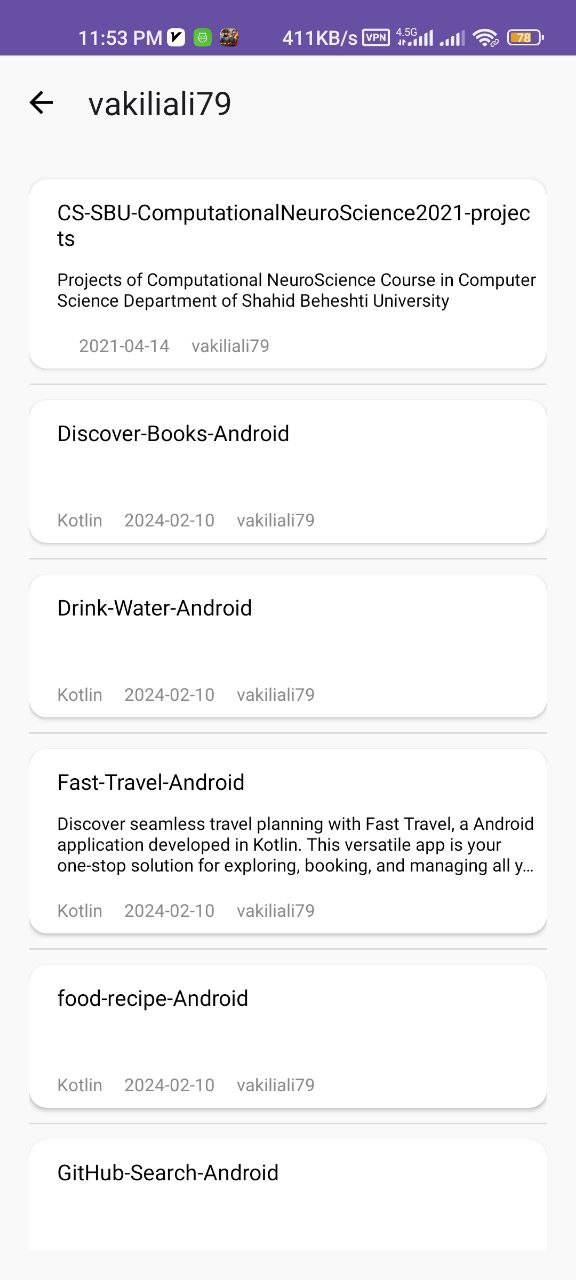 11:53 PM 411KB/s VPN 4.5G 78
vakiliali79
CS-SBU-ComputationalNeuroScience2021-projec
ts
Projects of Computational NeuroScience Course in Computer
Science Department of Shahid Beheshti University
2021-04-14 vakiliali79
Discover-Books-Android
Kotlin 2024-02-10 vakiliali79
Drink-Water-Android
Kotlin 2024-02-10 vakiliali79
Fast-Travel-Android
Discover seamless travel planning with Fast Travel, a Android
application developed in Kotlin. This versatile app is your
one-stop solution for exploring, booking, and managing all y...
Kotlin 2024-02-10 vakiliali79
food-recipe-Android
Kotlin 2024-02-10 vakiliali79
GitHub-Search-Android